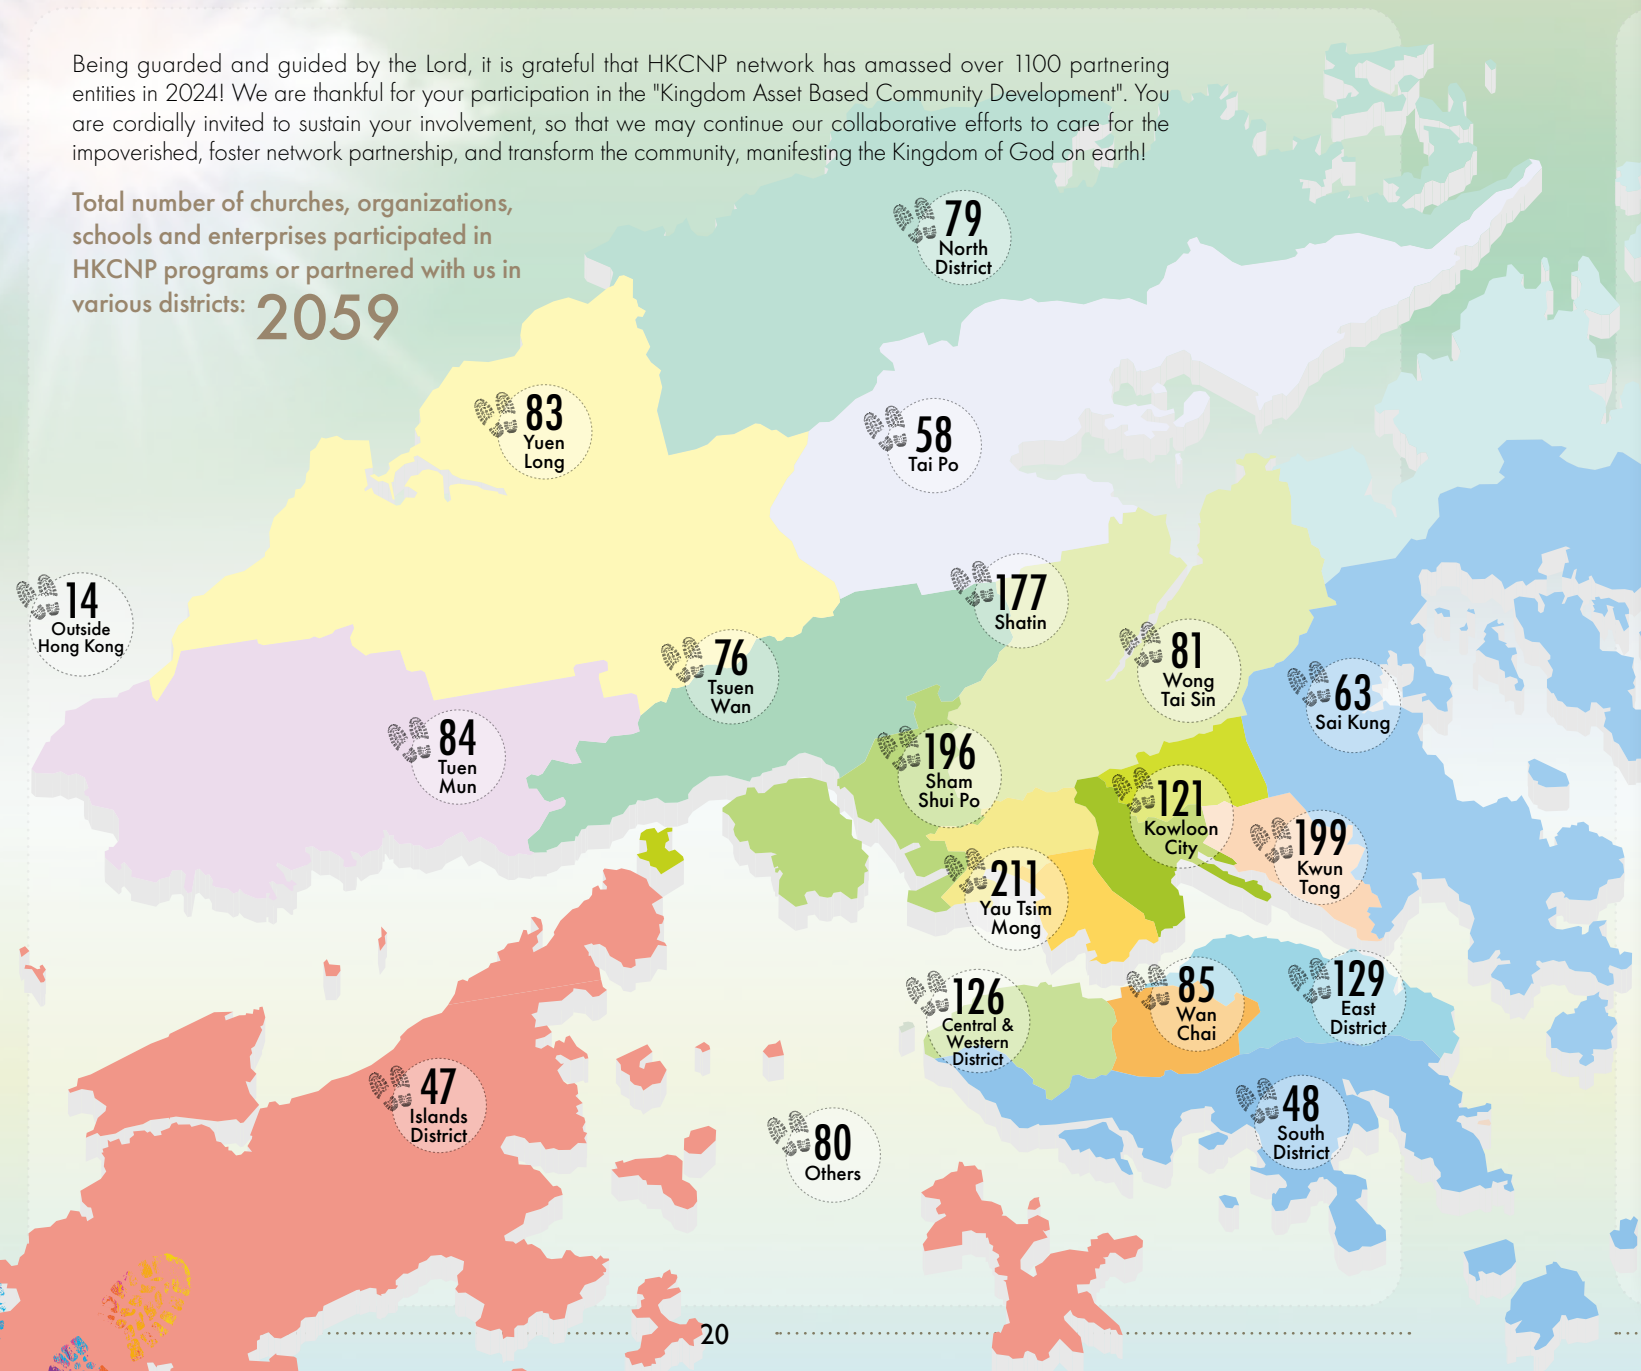 Being guarded and guided by the Lord, it is grateful that HKCNP network has amassed over 1100 partnering
entities in 2024! We are thankful for your participation in the "Kingdom Asset Based Community Development". You
are cordially invited to sustain your involvement, so that we may continue our collaborative efforts to care for the
impoverished, foster network partnership, and transform the community, manifesting the Kingdom of God on earth!
Total number of churches, organizations,
schools and enterprises participated in
HKCNP programs or partnered with us in
various districts: 2059
79
North
District
83
Yuen
Long
58
Tai Po
14
Outside
Hong Kong
177
Shatin
76
Tsuen
Wan
81
Wong
Tai Sin
63
Sai Kung
84
Tuen
Mun
196
Sham
Shui Po
121
Kowloon
City
199
Kwun
Tong
211
Yau Tsim
Mong
126
Central &
Western
District
85
Wan
Chai
129
East
District
47
Islands
District
80
Others
48
South
District
20